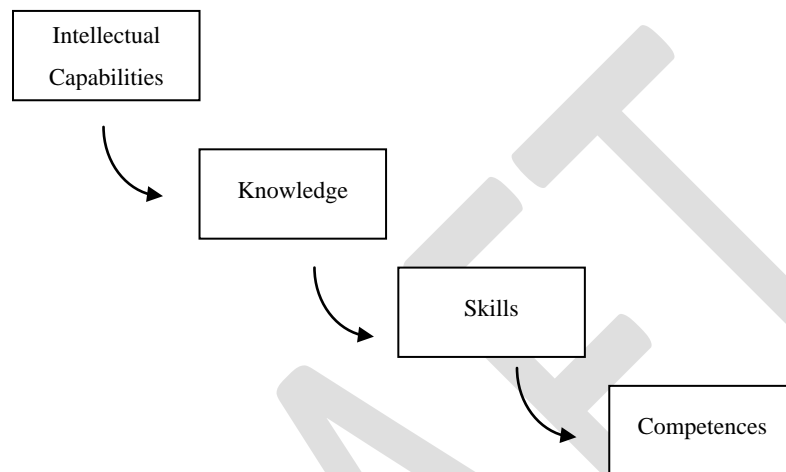 Intellectual
Capabilities
Knowledge
Skills
Competences